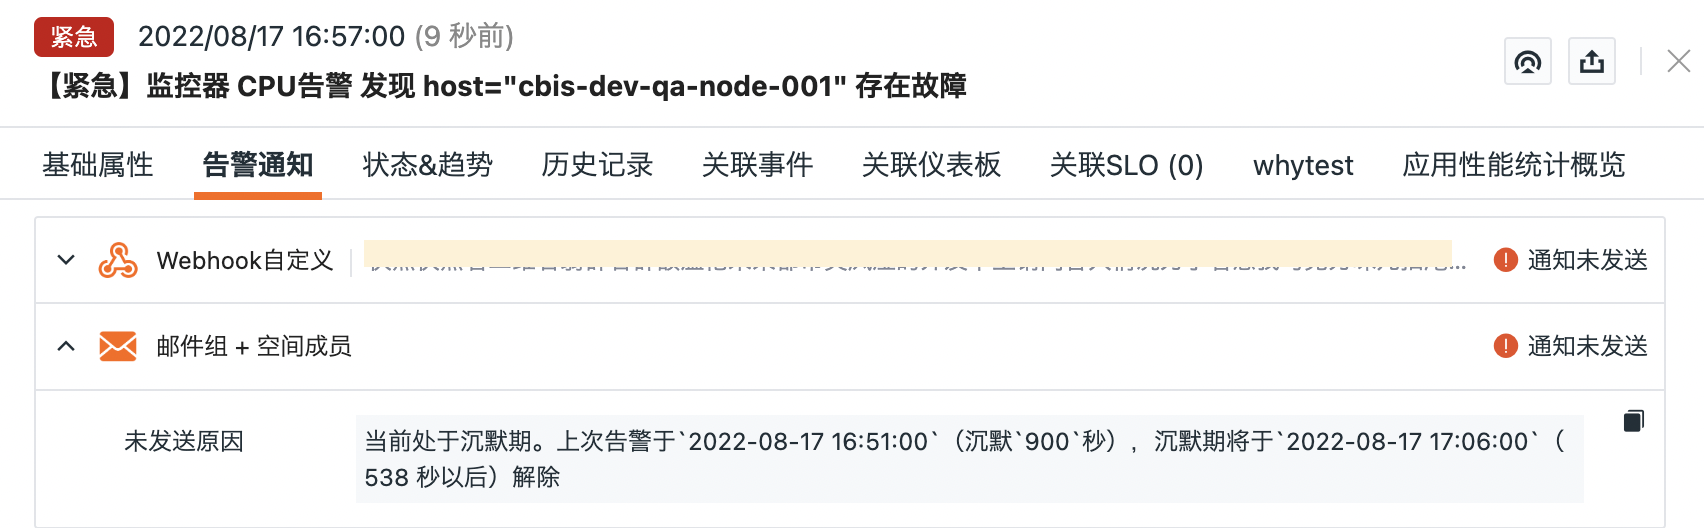 紧急 2022/08/17 16:57:00 (9 秒前)
【紧急】监控器 CPU告警 发现 host="cbis-dev-qa-node-001" 存在故障
基础属性 告警通知 状态&趋势 历史记录 关联事件 关联仪表板 关联SLO (0) whytest 应用性能统计概览
Webhook自定义 通知未发送
邮件组 + 空间成员 通知未发送
未发送原因 当前处于沉默期。上次告警于`2022-08-17 16:51:00`（沉默`900`秒），沉默期将于`2022-08-17 17:06:00`（
538 秒以后）解除